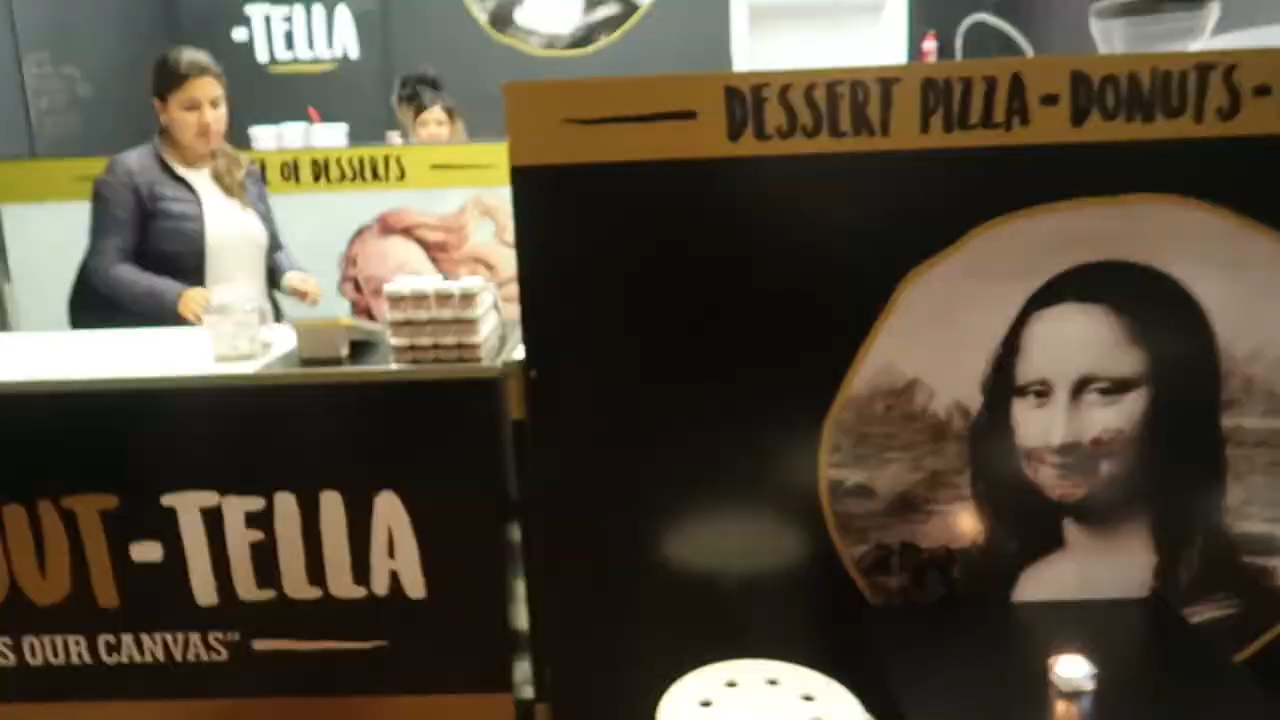 -TELLA
DESSERT PIZZA-DONUTS-
OF DESSERTS
UT-TELLA
S OUR CANVAS"